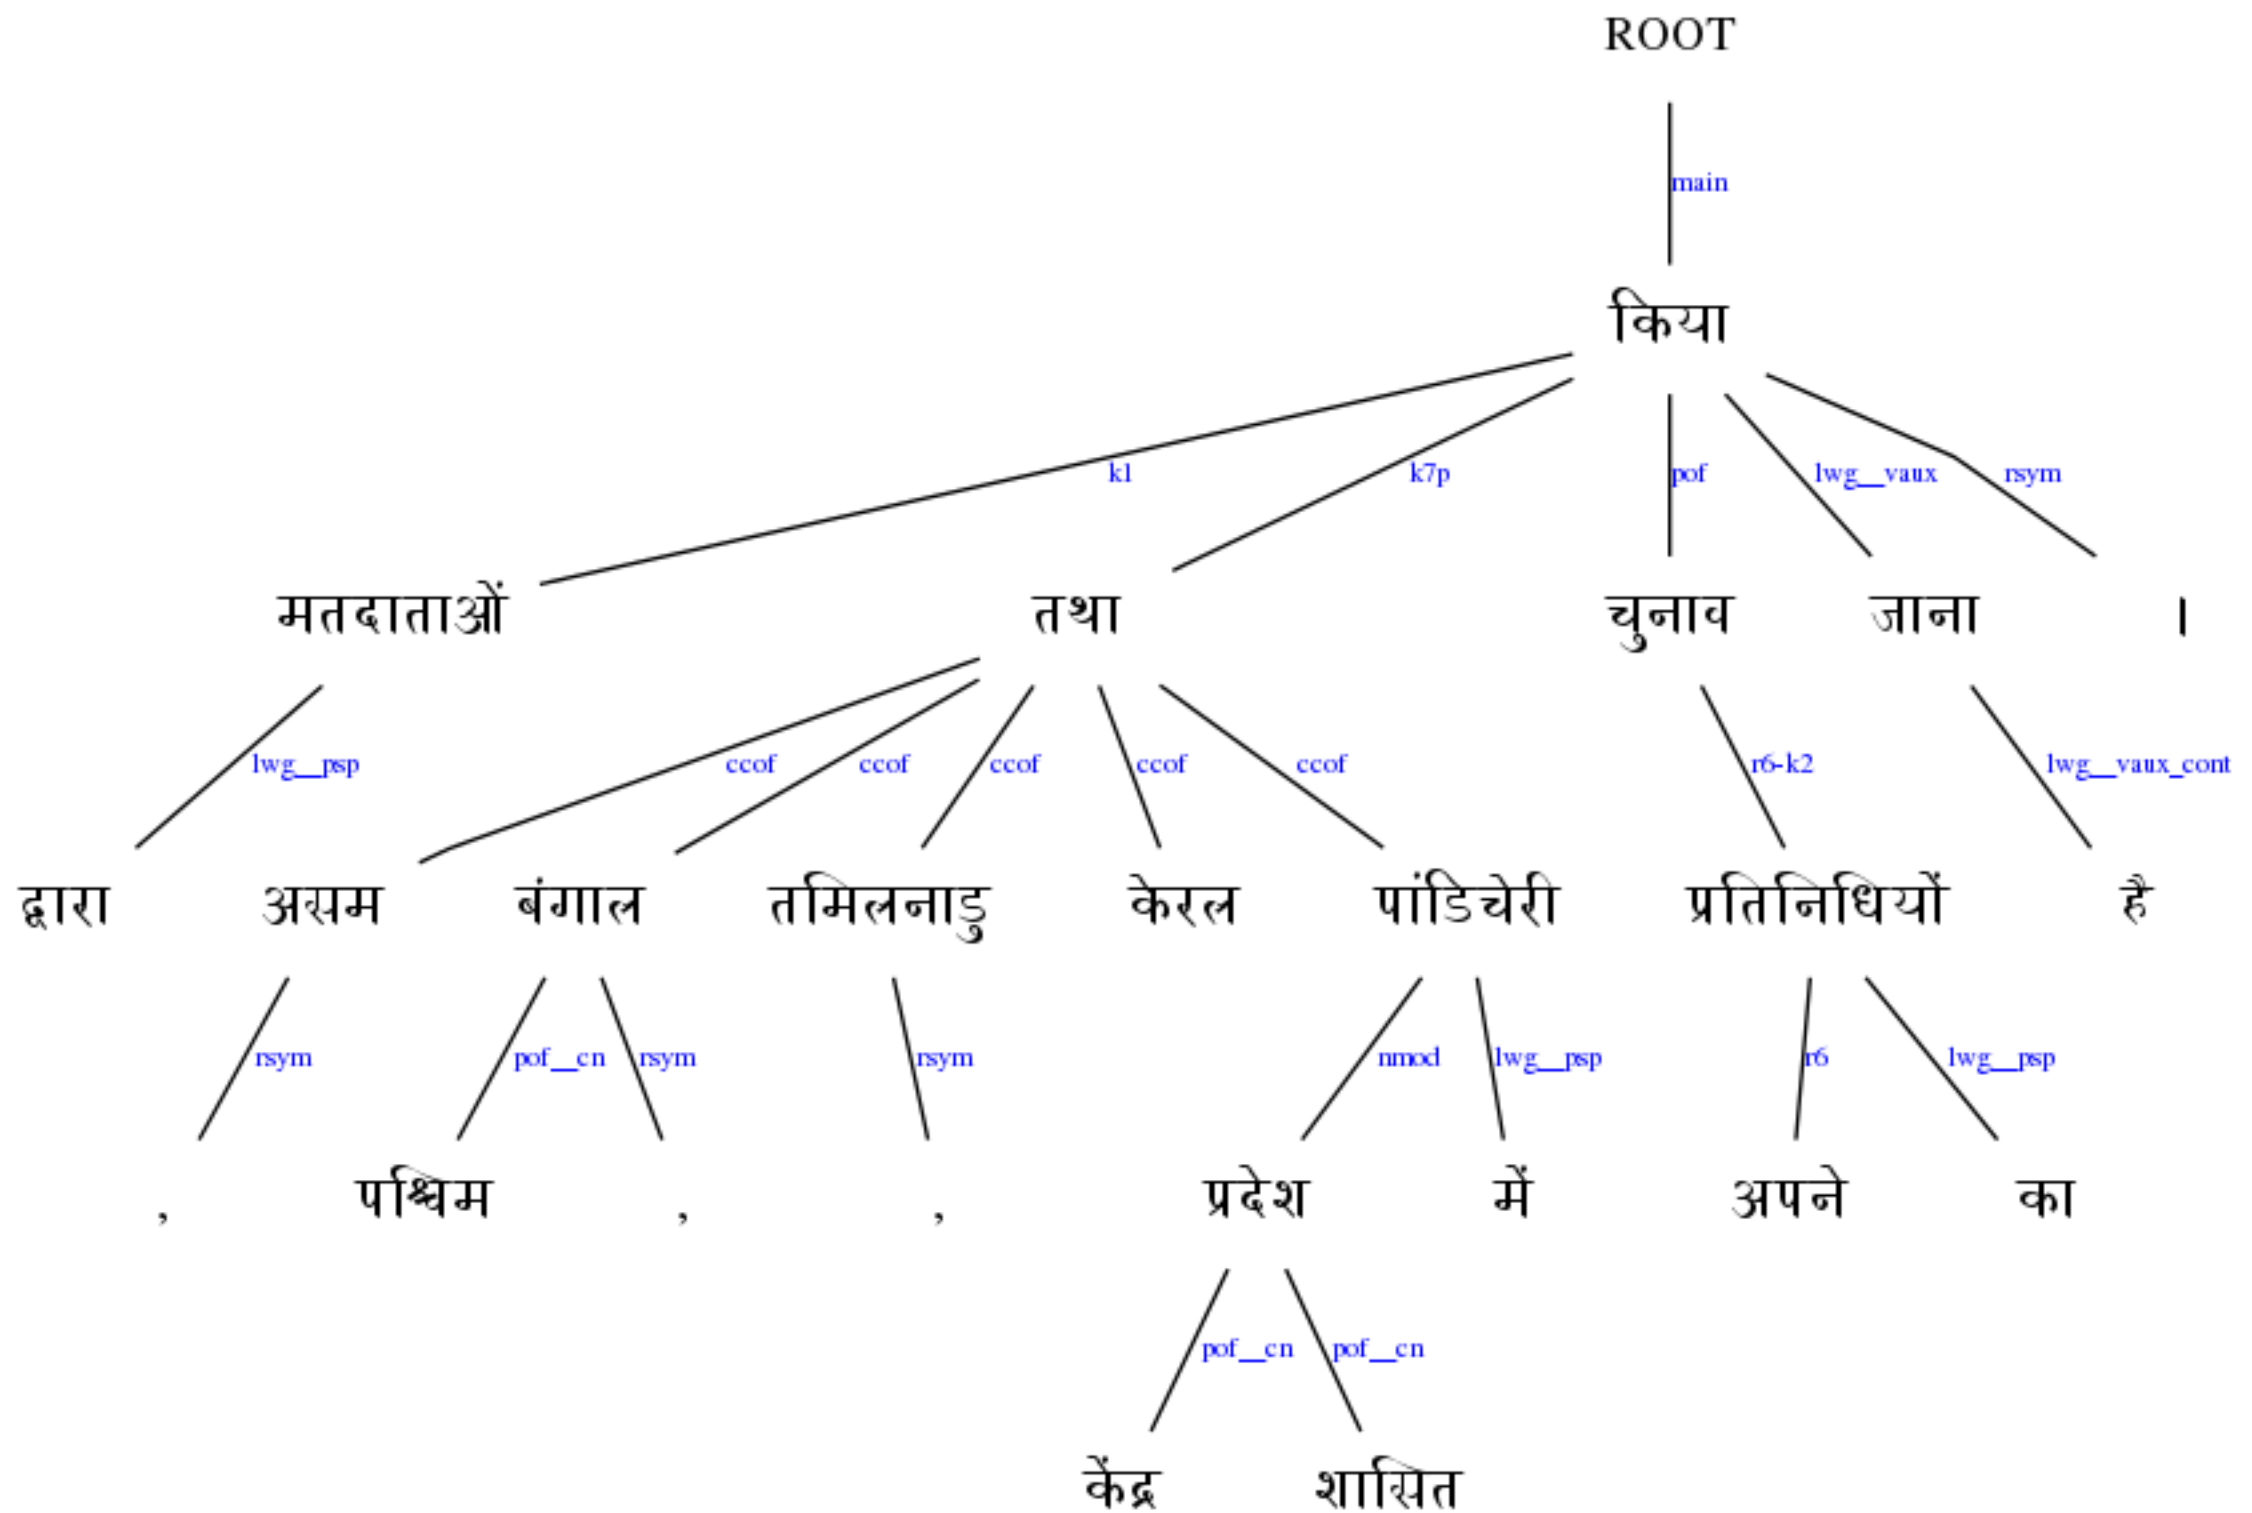 ROOT
main
किया
k1 k7p pof lwg__vaux rsym
मतदाताओं तथा चुनाव जाना ।
lwg__psp ccof ccof ccof ccof ccof r6-k2 lwg__vaux_cont
द्वारा असम बंगाल तमिलनाडु केरल पांडिचेरी प्रतिनिधियों है
rsym pof__cn rsym rsym nmod lwg__psp r6 lwg__psp
, पश्चिम , , प्रदेश में अपने का
pof__cn pof__cn
केंद्र शासित